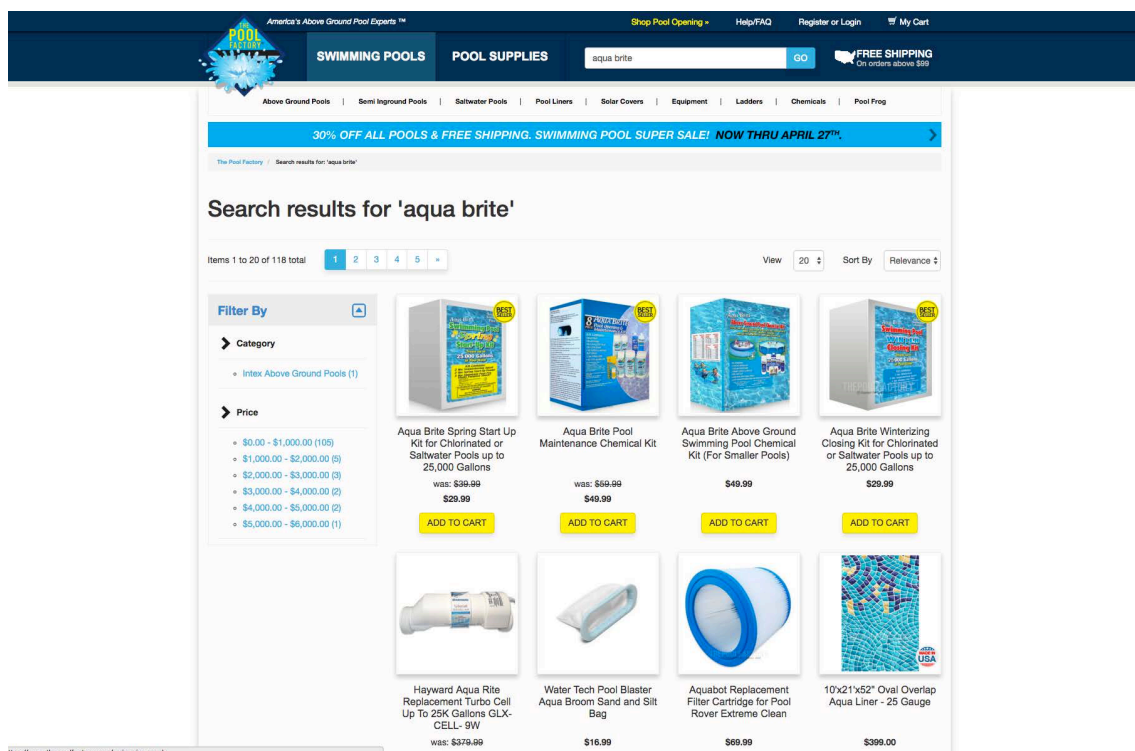 America's Above Ground Pool Experts ™
Shop Pool Opening »
Help/FAQ
Register or Login
My Cart
THE
POOL
FACTORY
SWIMMING POOLS
POOL SUPPLIES
aqua brite
GO
FREE SHIPPING
On orders above $99
Above Ground Pools | Semi Inground Pools | Saltwater Pools | Pool Liners | Solar Covers | Equipment | Ladders | Chemicals | Pool Frog
30% OFF ALL POOLS & FREE SHIPPING. SWIMMING POOL SUPER SALE! NOW THRU APRIL 27TH.
The Pool Factory / Search results for: 'aqua brite'
Search results for 'aqua brite'
Items 1 to 20 of 118 total
1 2 3 4 5 »
View 20
Sort By Relevance
Filter By
Category
Intex Above Ground Pools (1)
Price
$0.00 - $1,000.00 (105)
$1,000.00 - $2,000.00 (5)
$2,000.00 - $3,000.00 (3)
$3,000.00 - $4,000.00 (2)
$4,000.00 - $5,000.00 (2)
$5,000.00 - $6,000.00 (1)
BEST
SELLER
Aqua Brite Spring Start Up
Kit for Chlorinated or
Saltwater Pools up to
25,000 Gallons
was: $39.99
$29.99
ADD TO CART
BEST
SELLER
Aqua Brite Pool
Maintenance Chemical Kit
was: $59.99
$49.99
ADD TO CART
Aqua Brite Above Ground
Swimming Pool Chemical
Kit (For Smaller Pools)
$49.99
ADD TO CART
BEST
SELLER
Aqua Brite Winterizing
Closing Kit for Chlorinated
or Saltwater Pools up to
25,000 Gallons
$29.99
ADD TO CART
Hayward Aqua Rite
Replacement Turbo Cell
Up To 25K Gallons GLX-
CELL- 9W
was: $379.99
Water Tech Pool Blaster
Aqua Broom Sand and Silt
Bag
$16.99
Aquabot Replacement
Filter Cartridge for Pool
Rover Extreme Clean
$69.99
MADE IN
USA
10'x21'x52" Oval Overlap
Aqua Liner - 25 Gauge
$399.00